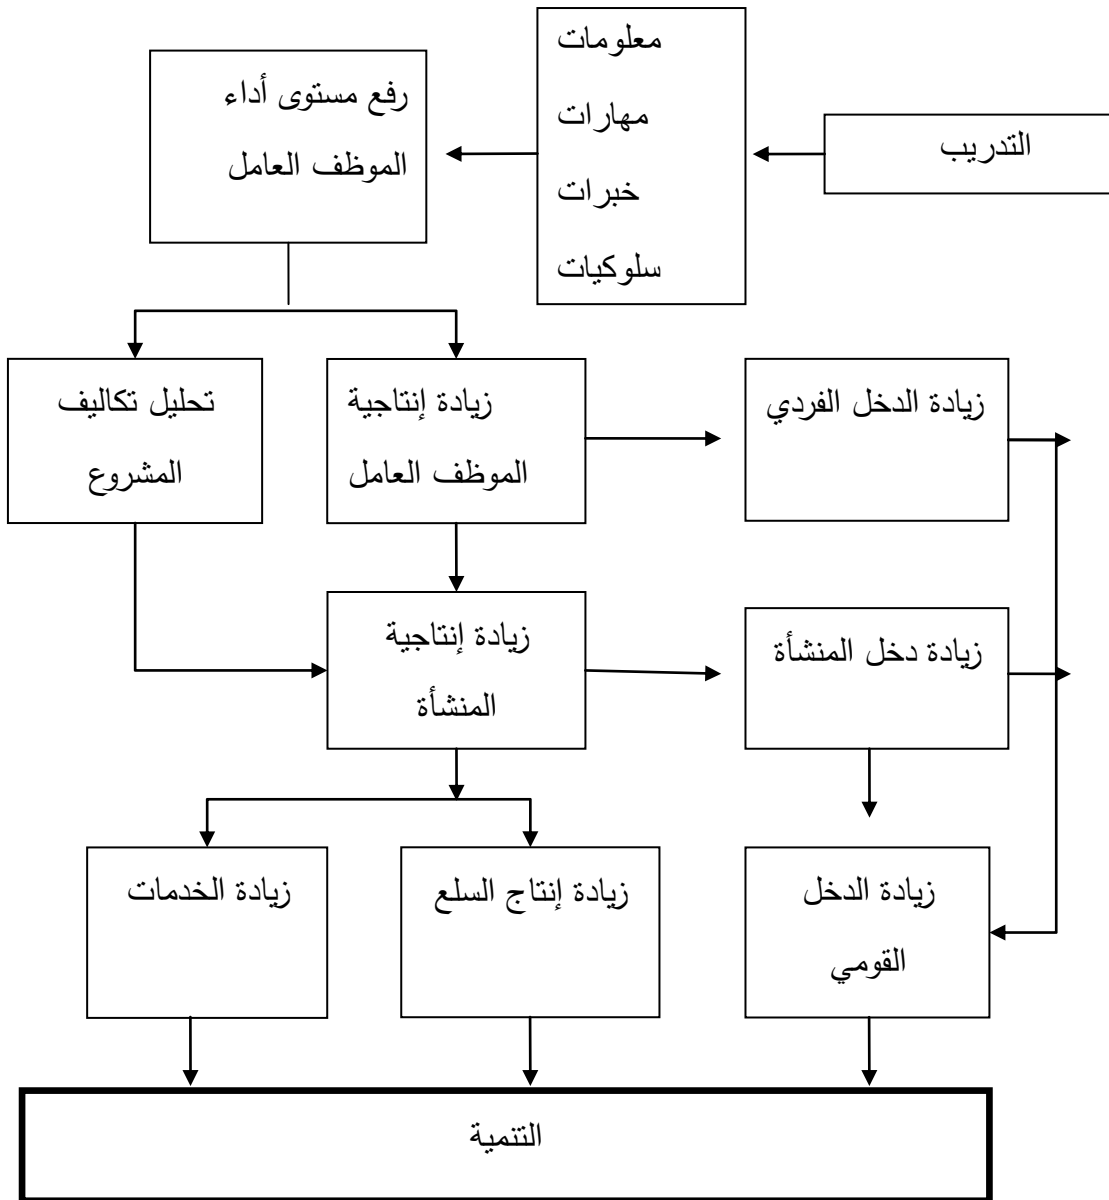 التدريب
معلومات
مهارات
خبرات
سلوكيات
رفع مستوى أداء
الموظف العامل
زيادة الدخل الفردي
زيادة إنتاجية
الموظف العامل
تحليل تكاليف
المشروع
زيادة دخل المنشأة
زيادة إنتاجية
المنشأة
زيادة الدخل
القومي
زيادة إنتاج السلع
زيادة الخدمات
التنمية